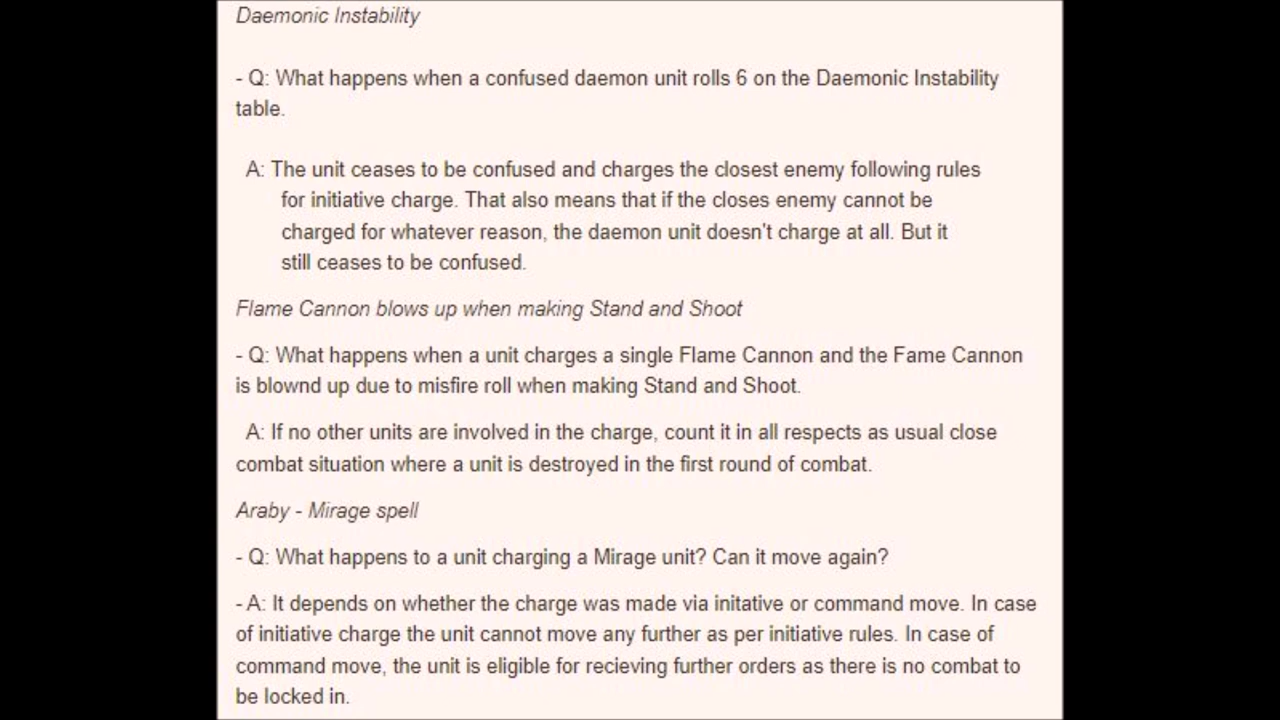 Daemonic Instability
- Q: What happens when a confused daemon unit rolls 6 on the Daemonic Instability
table.
A: The unit ceases to be confused and charges the closest enemy following rules
for initiative charge. That also means that if the closes enemy cannot be
charged for whatever reason, the daemon unit doesn't charge at all. But it
still ceases to be confused.
Flame Cannon blows up when making Stand and Shoot
- Q: What happens when a unit charges a single Flame Cannon and the Fame Cannon
is blownd up due to misfire roll when making Stand and Shoot.
A: If no other units are involved in the charge, count it in all respects as usual close
combat situation where a unit is destroyed in the first round of combat.
Araby - Mirage spell
- Q: What happens to a unit charging a Mirage unit? Can it move again?
- A: It depends on whether the charge was made via initative or command move. In case
of initiative charge the unit cannot move any further as per initiative rules. In case of
command move, the unit is eligible for recieving further orders as there is no combat to
be locked in.